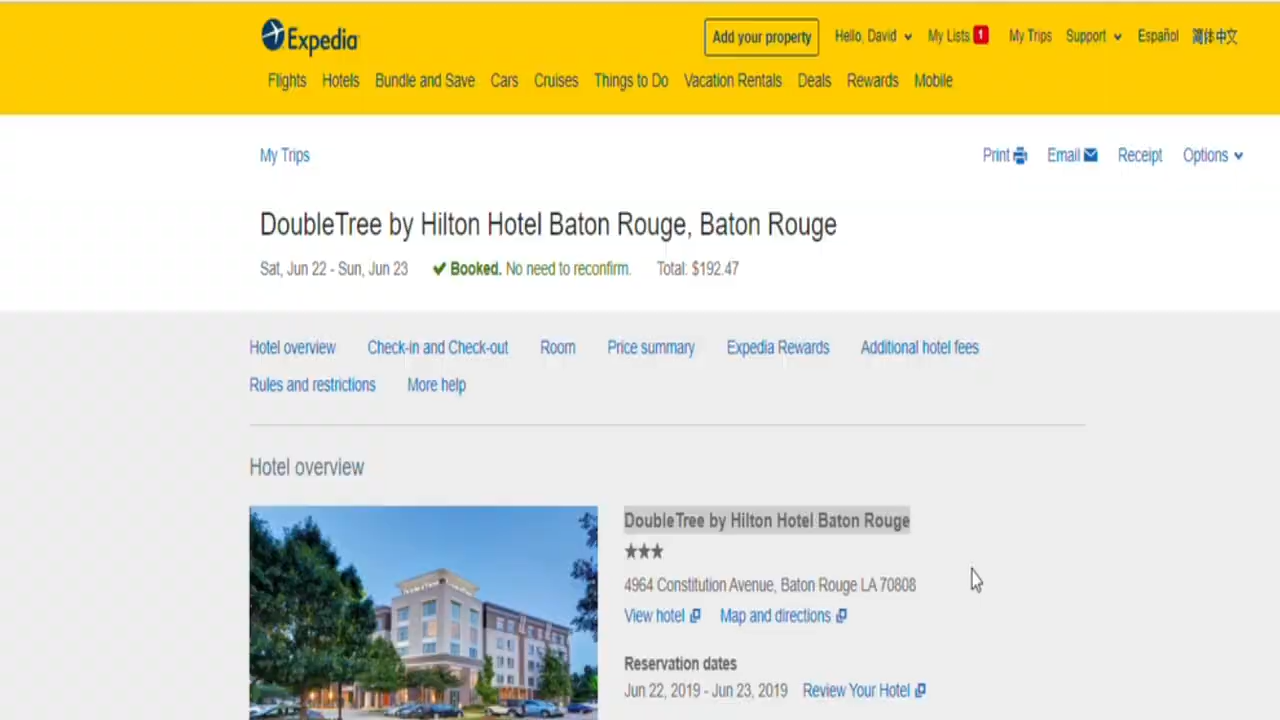 Expedia
Add your property
Hello, David
My Lists 1
My Trips
Support
Español
简体中文
Flights
Hotels
Bundle and Save
Cars
Cruises
Things to Do
Vacation Rentals
Deals
Rewards
Mobile
My Trips
Print
Email
Receipt
Options
DoubleTree by Hilton Hotel Baton Rouge, Baton Rouge
Sat, Jun 22 - Sun, Jun 23
Booked. No need to reconfirm.
Total: $192.47
Hotel overview
Check-in and Check-out
Room
Price summary
Expedia Rewards
Additional hotel fees
Rules and restrictions
More help
Hotel overview
DoubleTree by Hilton Hotel Baton Rouge
4964 Constitution Avenue, Baton Rouge LA 70808
View hotel
Map and directions
Reservation dates
Jun 22, 2019 - Jun 23, 2019
Review Your Hotel